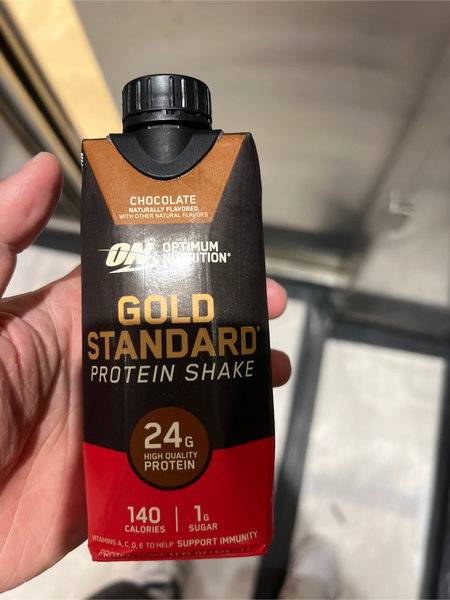 CHOCOLATE
NATURALLY FLAVORED
WITH OTHER NATURAL FLAVORS
ON
OPTIMUM
NUTRITION®
GOLD
STANDARD®
PROTEIN SHAKE
24G
HIGH QUALITY
PROTEIN
140
CALORIES
1G
SUGAR
VITAMINS A, C, D, E TO HELP SUPPORT IMMUNITY